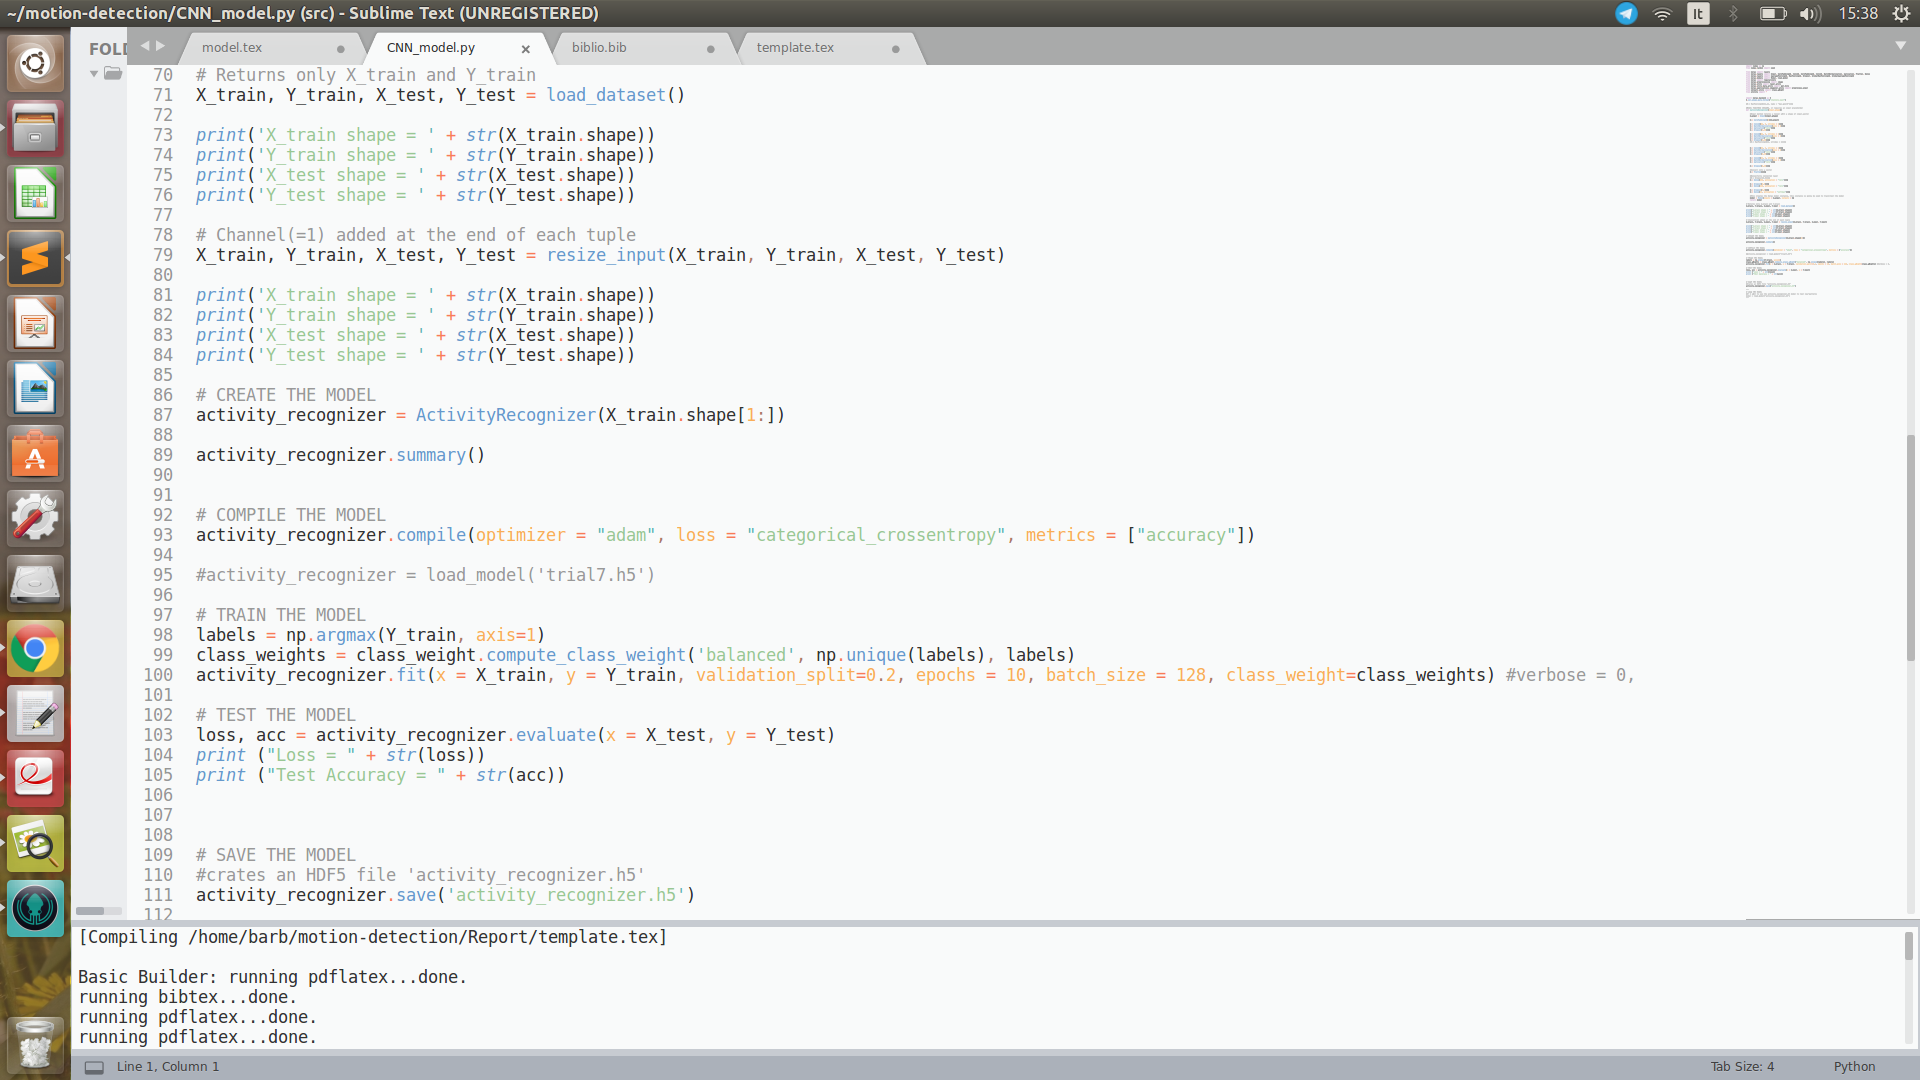 ~/motion-detection/CNN_model.py (src) - Sublime Text (UNREGISTERED)
It
15:38
FOLD
model.tex
CNN_model.py
biblio.bib
template.tex
70 # Returns only X_train and Y_train
71 X_train, Y_train, X_test, Y_test = load_dataset()
72
73 print('X_train shape = ' + str(X_train.shape))
74 print('Y_train shape = ' + str(Y_train.shape))
75 print('X_test shape = ' + str(X_test.shape))
76 print('Y_test shape = ' + str(Y_test.shape))
77
78 # Channel(=1) added at the end of each tuple
79 X_train, Y_train, X_test, Y_test = resize_input(X_train, Y_train, X_test, Y_test)
80
81 print('X_train shape = ' + str(X_train.shape))
82 print('Y_train shape = ' + str(Y_train.shape))
83 print('X_test shape = ' + str(X_test.shape))
84 print('Y_test shape = ' + str(Y_test.shape))
85
86 # CREATE THE MODEL
87 activity_recognizer = ActivityRecognizer(X_train.shape[1:])
88
89 activity_recognizer.summary()
90
91
92 # COMPILE THE MODEL
93 activity_recognizer.compile(optimizer = "adam", loss = "categorical_crossentropy", metrics = ["accuracy"])
94
95 #activity_recognizer = load_model('trial7.h5')
96
97 # TRAIN THE MODEL
98 labels = np.argmax(Y_train, axis=1)
99 class_weights = class_weight.compute_class_weight('balanced', np.unique(labels), labels)
100 activity_recognizer.fit(x = X_train, y = Y_train, validation_split=0.2, epochs = 10, batch_size = 128, class_weight=class_weights) #verbose = 0,
101
102 # TEST THE MODEL
103 loss, acc = activity_recognizer.evaluate(x = X_test, y = Y_test)
104 print ("Loss = " + str(loss))
105 print ("Test Accuracy = " + str(acc))
106
107
108
109 # SAVE THE MODEL
110 #crates an HDF5 file 'activity_recognizer.h5'
111 activity_recognizer.save('activity_recognizer.h5')
112
[Compiling /home/barb/motion-detection/Report/template.tex]
Basic Builder: running pdflatex...done.
running bibtex...done.
running pdflatex...done.
running pdflatex...done.
Line 1, Column 1
Tab Size: 4
Python